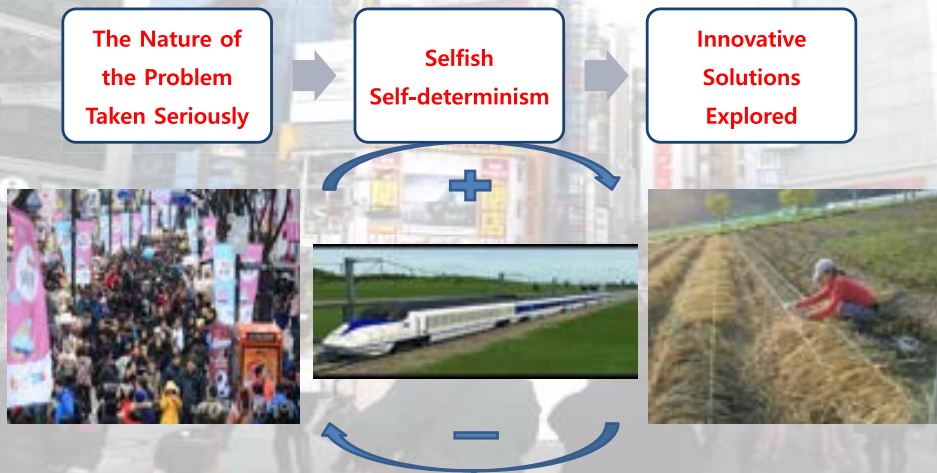 The Nature of
the Problem
Taken Seriously
Selfish
Self-determinism
Innovative
Solutions
Explored
+
−